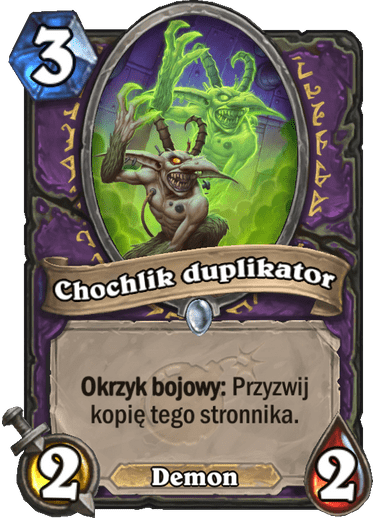 3
Chochlik duplikator
Okrzyk bojowy: Przyzwij
kopię tego stronnika.
2
Demon
2